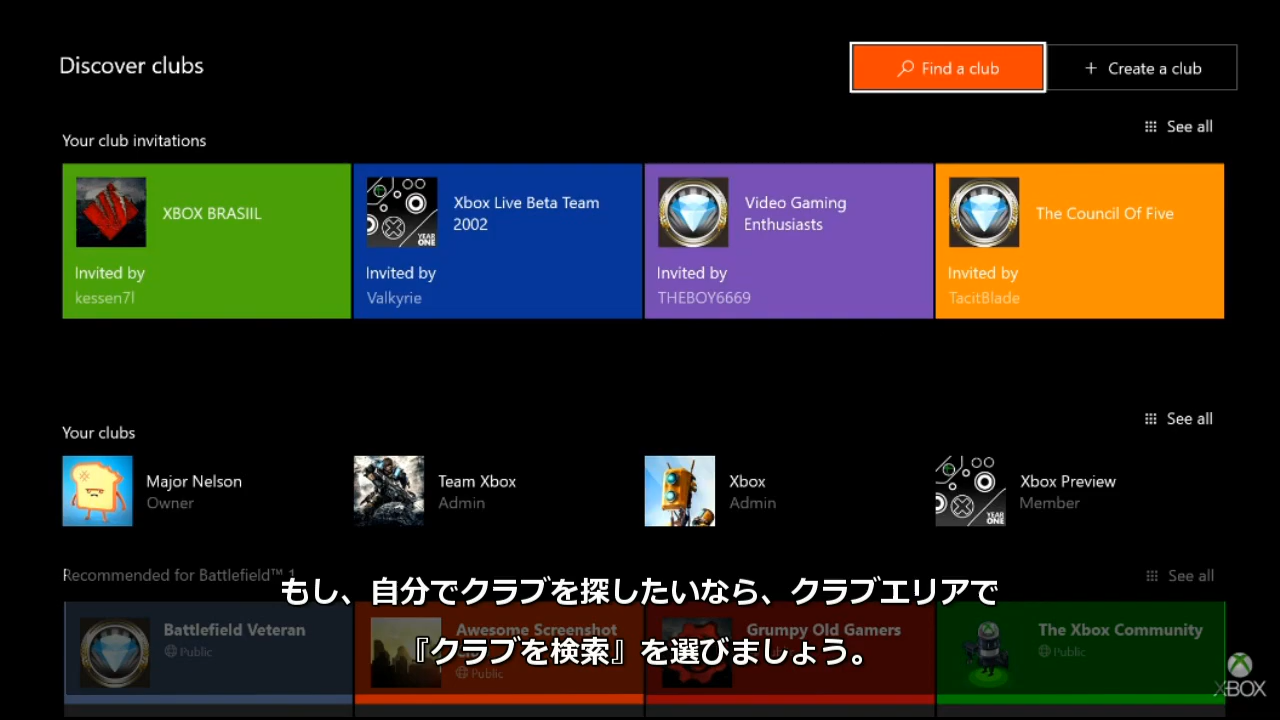 Discover clubs
Find a club
Create a club
Your club invitations
See all
XBOX BRASIIL
Invited by
kessen7l
Xbox Live Beta Team
2002
Invited by
Valkyrie
YEAR
ONE
Video Gaming
Enthusiasts
Invited by
THEBOY6669
The Council Of Five
Invited by
TacitBlade
Your clubs
See all
Major Nelson
Owner
Team Xbox
Admin
Xbox
Admin
Xbox Preview
Member
YEAR
ONE
Recommended for Battlefield™ 1
See all
もし、自分でクラブを探したいなら、クラブエリアで
『クラブを検索』を選びましょう。
Battlefield Veteran
Public
Awesome Screenshot
Public
Grumpy Old Gamers
The Xbox Community
Public
XBOX